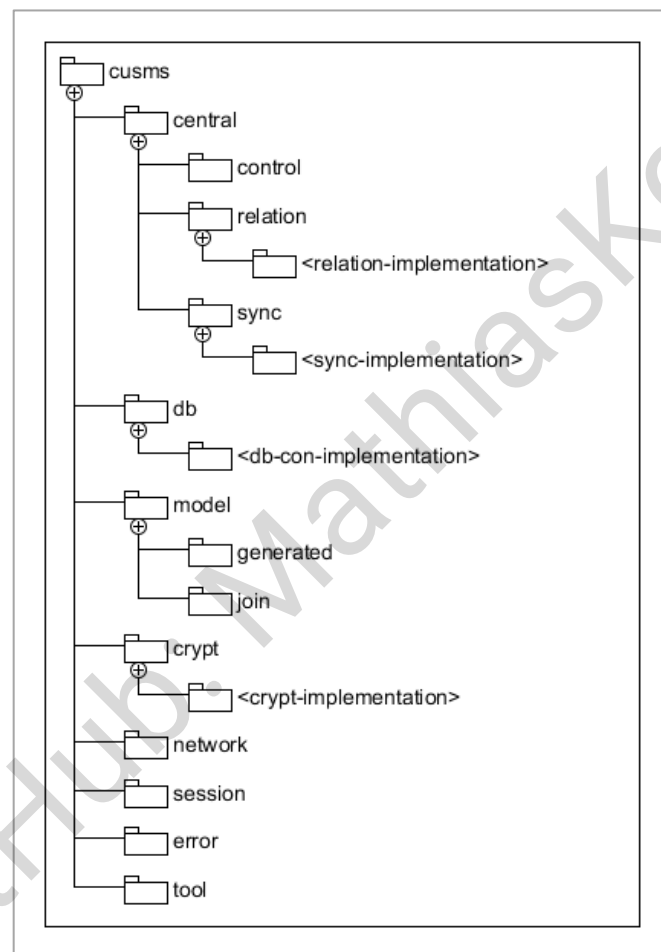 cusms
central
control
relation
<relation-implementation>
sync
<sync-implementation>
db
<db-con-implementation>
model
generated
join
crypt
<crypt-implementation>
network
session
error
tool